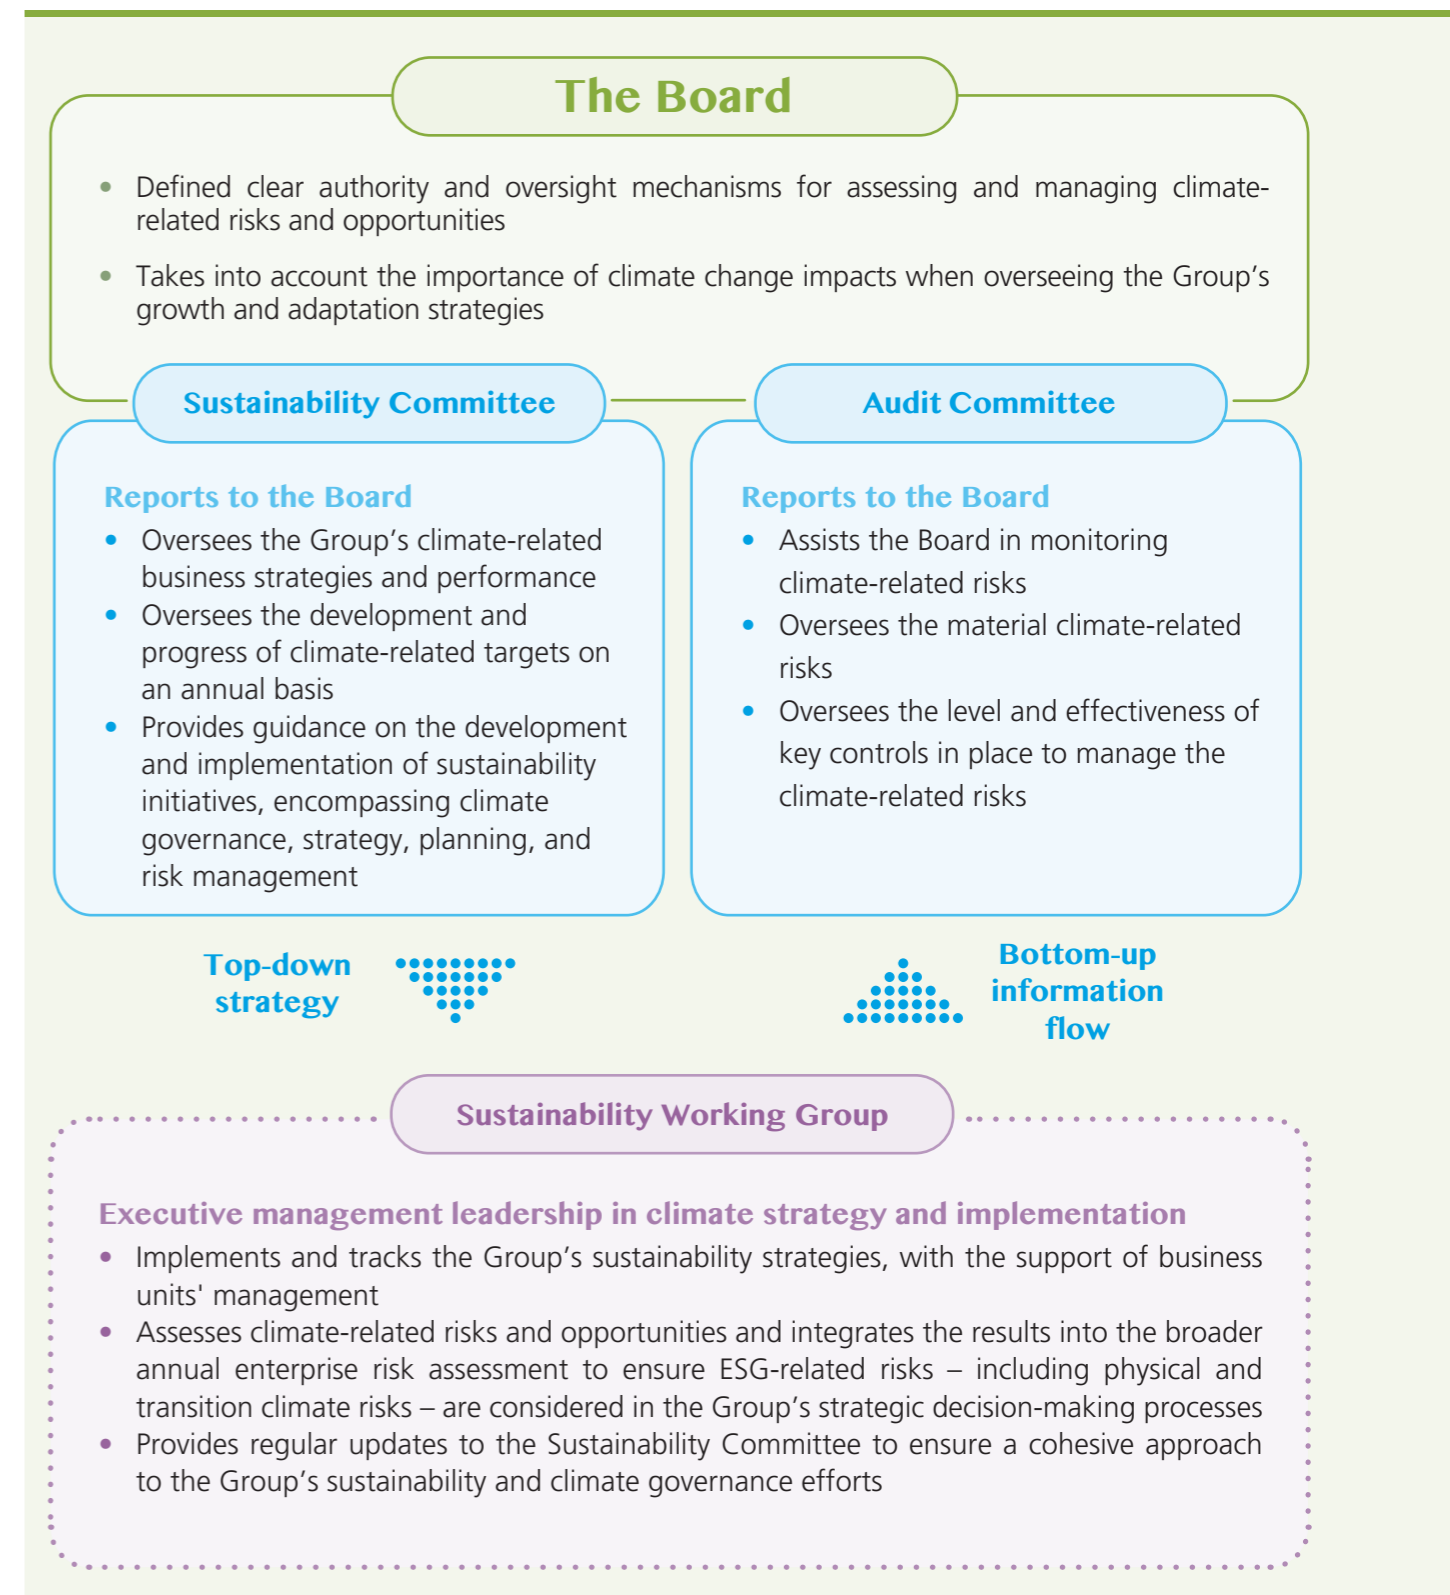 The Board
• Defined clear authority and oversight mechanisms for assessing and managing climate-
related risks and opportunities
• Takes into account the importance of climate change impacts when overseeing the Group’s
growth and adaptation strategies
Sustainability Committee
Reports to the Board
• Oversees the Group’s climate-related
business strategies and performance
• Oversees the development and
progress of climate-related targets on
an annual basis
• Provides guidance on the development
and implementation of sustainability
initiatives, encompassing climate
governance, strategy, planning, and
risk management
Audit Committee
Reports to the Board
• Assists the Board in monitoring
climate-related risks
• Oversees the material climate-related
risks
• Oversees the level and effectiveness of
key controls in place to manage the
climate-related risks
Top-down
strategy
Bottom-up
information
flow
Sustainability Working Group
Executive management leadership in climate strategy and implementation
• Implements and tracks the Group’s sustainability strategies, with the support of business
units' management
• Assesses climate-related risks and opportunities and integrates the results into the broader
annual enterprise risk assessment to ensure ESG-related risks – including physical and
transition climate risks – are considered in the Group’s strategic decision-making processes
• Provides regular updates to the Sustainability Committee to ensure a cohesive approach
to the Group’s sustainability and climate governance efforts